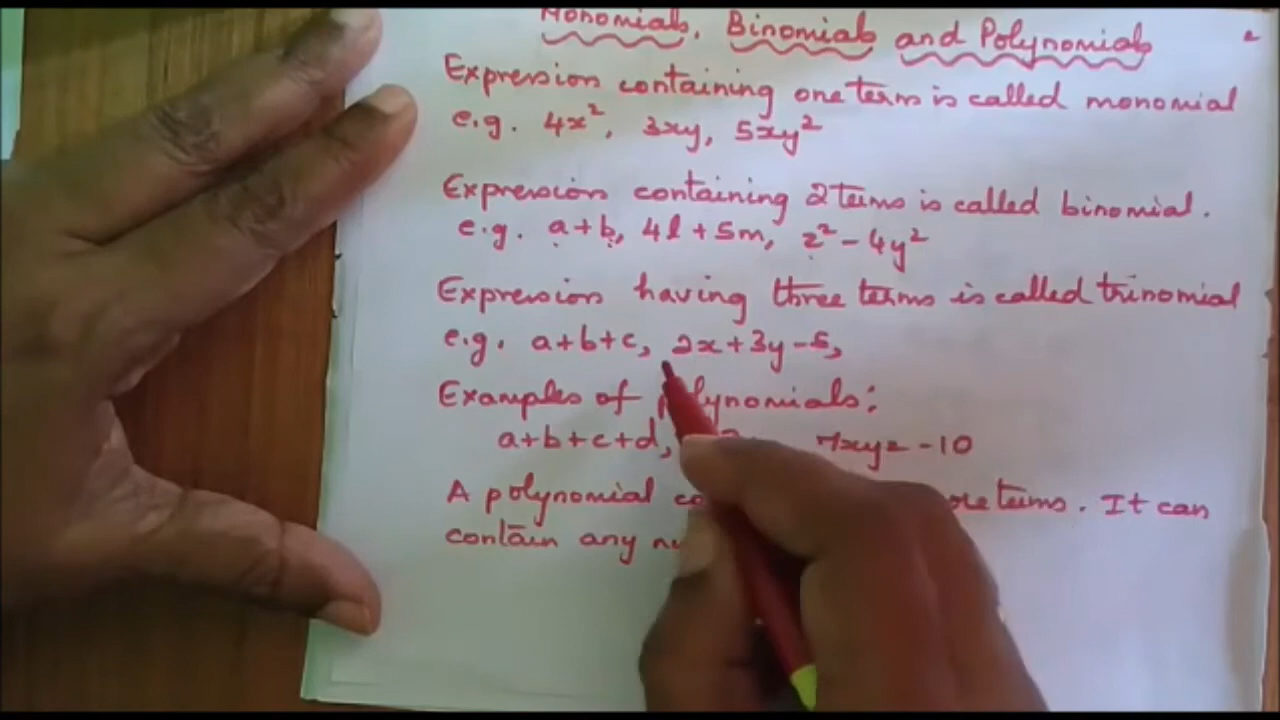 Monomials, Binomials and Polynomials
Expression containing one term is called monomial
e.g. 4x², 3xy, 5xy²
Expression containing 2 terms is called binomial.
e.g. a+b, 4l+5m, z²-4y²
Expression having three terms is called trinomial
e.g. a+b+c, 2x+3y-5,
Examples of polynomials:
a+b+c+d, 7xyz-10
A polynomial terms. It can
contain any